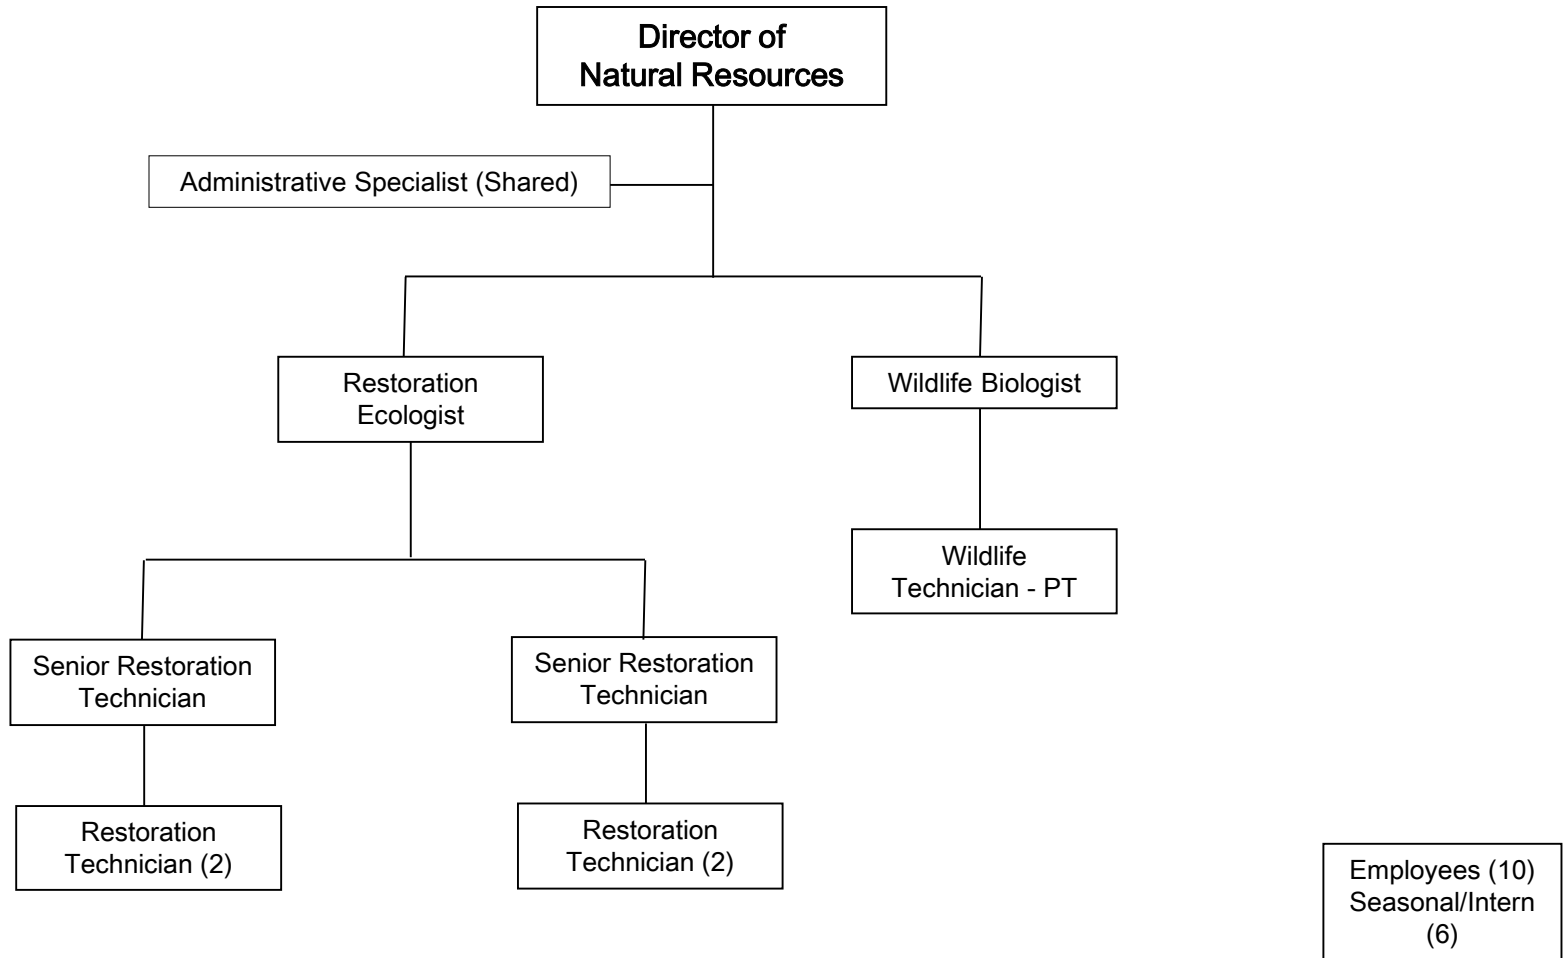 Director of
Natural Resources
Administrative Specialist (Shared)
Restoration
Ecologist
Wildlife Biologist
Wildlife
Technician - PT
Senior Restoration
Technician
Senior Restoration
Technician
Restoration
Technician (2)
Restoration
Technician (2)
Employees (10)
Seasonal/Intern
(6)